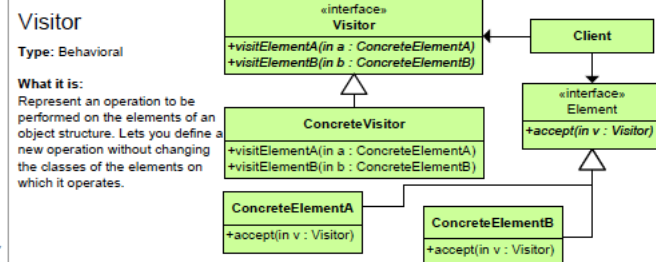 Visitor
Type: Behavioral
What it is:
Represent an operation to be
performed on the elements of an
object structure. Lets you define a
new operation without changing
the classes of the elements on
which it operates.
«interface»
Visitor
+visitElementA(in a : ConcreteElementA)
+visitElementB(in b : ConcreteElementB)
Client
«interface»
Element
+accept(in v : Visitor)
ConcreteVisitor
+visitElementA(in a : ConcreteElementA)
+visitElementB(in b : ConcreteElementB)
ConcreteElementA
+accept(in v : Visitor)
ConcreteElementB
+accept(in v : Visitor)